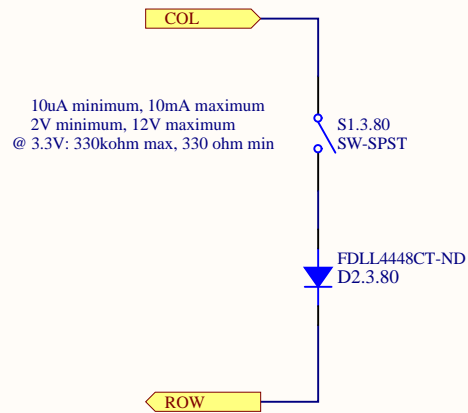 COL
10uA minimum, 10mA maximum
2V minimum, 12V maximum
@ 3.3V: 330kohm max, 330 ohm min
S1.3.80
SW-SPST
FDLL4448CT-ND
D2.3.80
ROW